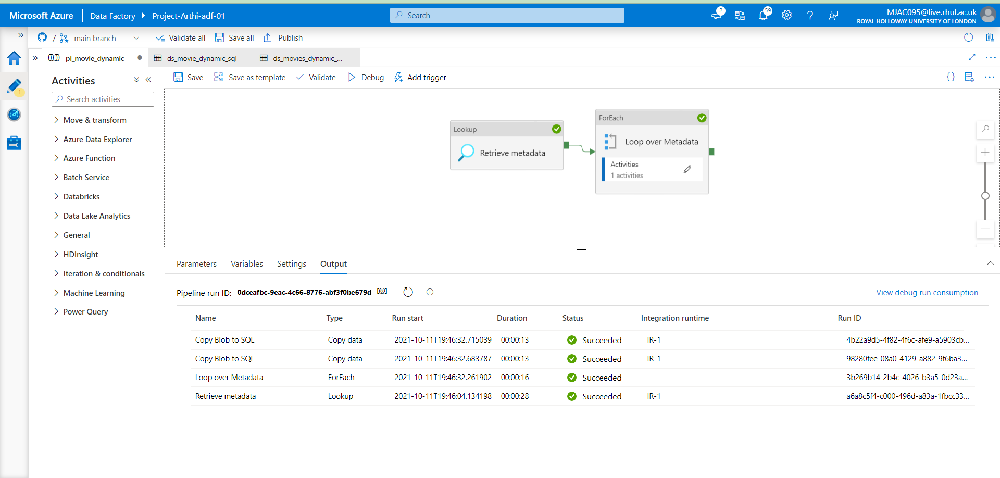 Microsoft Azure Data Factory Project-Arthi-adf-01 Search 2 59 MJAC095@live.rhul.ac.uk
ROYAL HOLLOWAY UNIVERSITY OF LONDON
/ main branch Validate all Save all Publish
pl_movie_dynamic ds_movie_dynamic_sql ds_movies_dynamic_...
Activities
Save Save as template Validate Debug Add trigger
1
Search activities
Move & transform
Azure Data Explorer
Azure Function
Batch Service
Databricks
Data Lake Analytics
General
HDInsight
Iteration & conditionals
Machine Learning
Power Query
Lookup
Retrieve metadata
ForEach
Loop over Metadata
Activities
1 activities
Parameters Variables Settings Output
Pipeline run ID: 0dceafbc-9eac-4c66-8776-abf3f0be679d [@] View debug run consumption
Name Type Run start Duration Status Integration runtime Run ID
Copy Blob to SQL Copy data 2021-10-11T19:46:32.715039 00:00:13 Succeeded IR-1 4b22a9d5-4f82-4f6c-afe9-a5903cb...
Copy Blob to SQL Copy data 2021-10-11T19:46:32.683787 00:00:13 Succeeded IR-1 98280fee-08a0-4129-a882-9f6ba3...
Loop over Metadata ForEach 2021-10-11T19:46:32.261902 00:00:16 Succeeded 3b269b14-2b4c-4026-b3a5-0d23a...
Retrieve metadata Lookup 2021-10-11T19:46:04.134198 00:00:28 Succeeded IR-1 a6a8c5f4-c000-496d-a83a-1fbcc33...